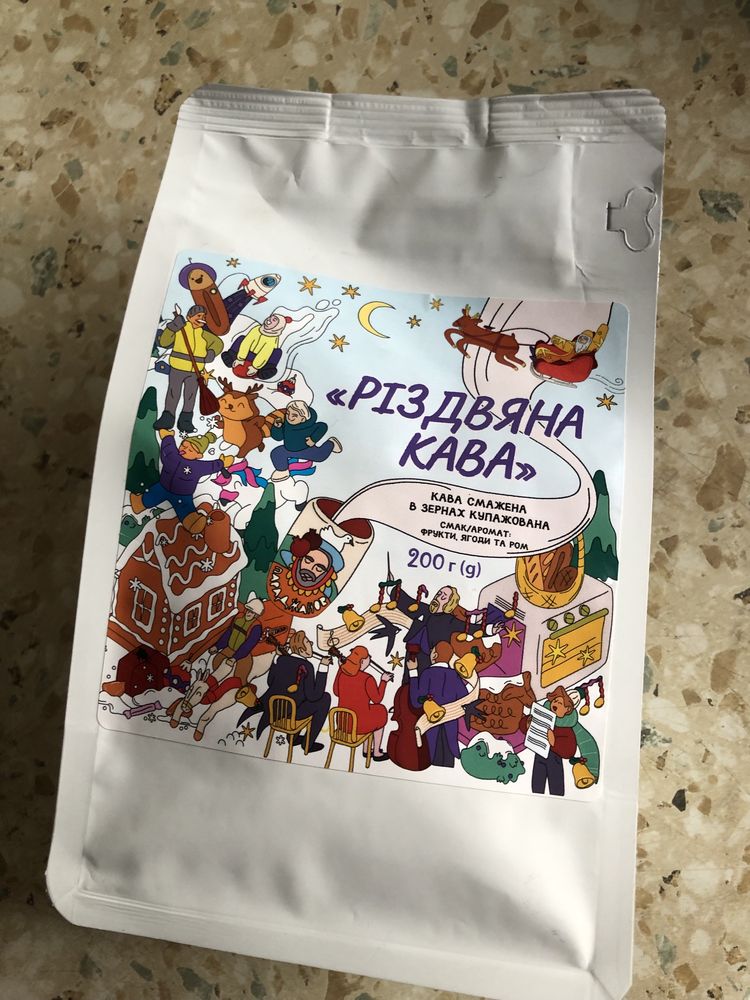 «РІЗДВЯНА
КАВА»
КАВА СМАЖЕНА
В ЗЕРНАХ КУПАЖОВАНА
СМАК/АРОМАТ:
ФРУКТИ, ЯГОДИ ТА РОМ
200 г (g)